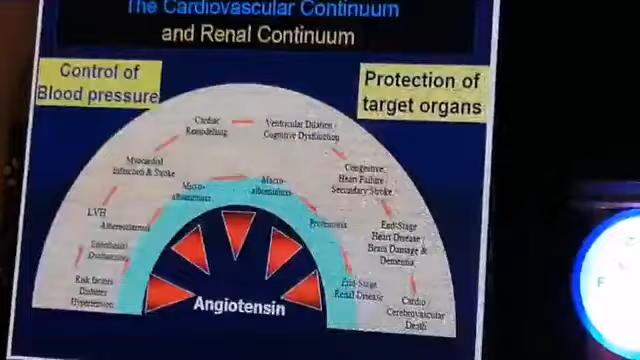 The Cardiovascular Continuum
and Renal Continuum
Control of
Blood pressure
Protection of
target organs
Cardiac
Remodelling
Ventricular Dilation /
Cognitive Dysfunction
Myocardial
Infarction & Stroke
Congestive
Heart Failure /
Secondary Stroke
Micro-
albuminuria
Macro-
albuminuria
LVH
Atherosclerosis
Proteinuria
End-Stage
Heart Disease /
Brain Damage &
Dementia
Endothelial
Dysfunction
Risk factors
Diabetes
Hypertension
End-Stage
Renal Disease
Angiotensin
Cardio /
Cerebrovascular
Death